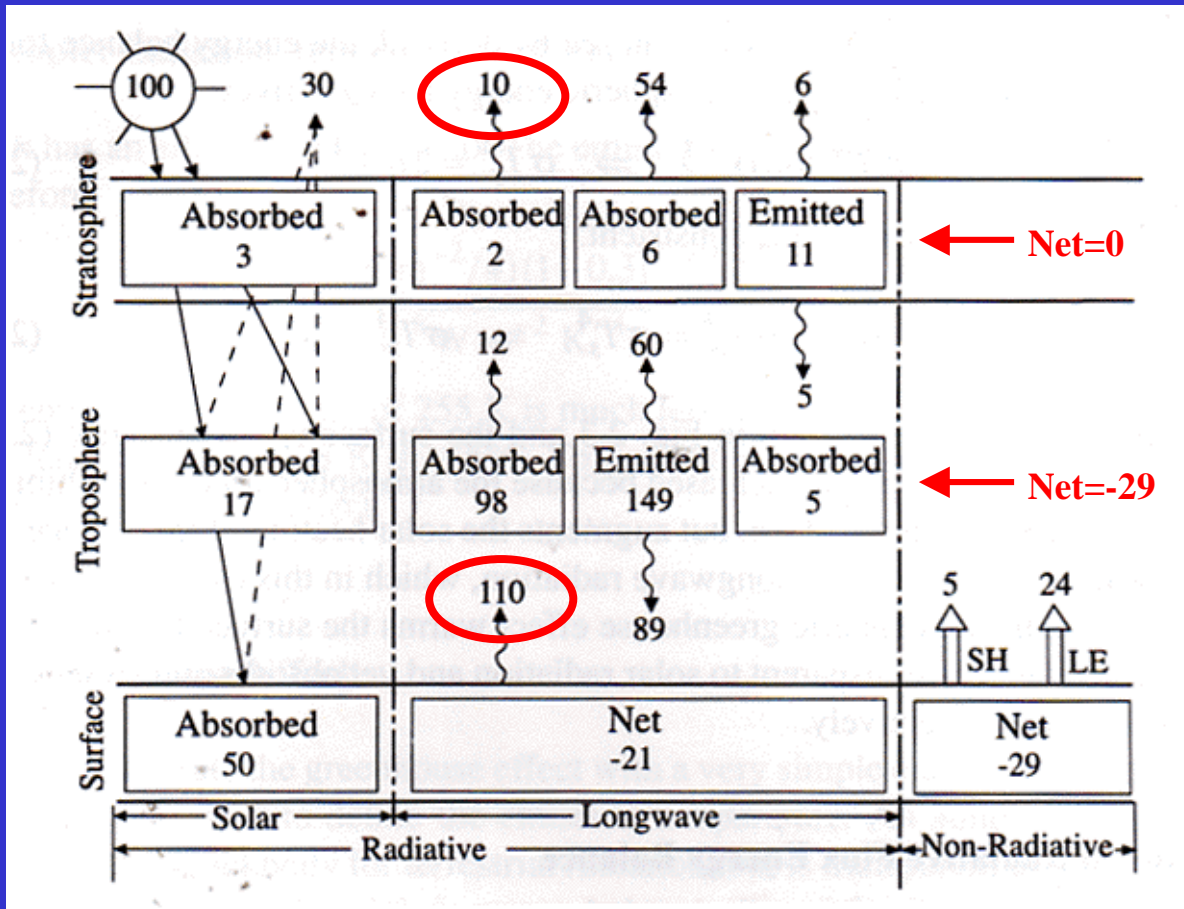 100
30
10
54
6
Stratosphere
Absorbed
3
Absorbed
2
Absorbed
6
Emitted
11
Net=0
12
60
5
Troposphere
Absorbed
17
Absorbed
98
Emitted
149
Absorbed
5
Net=-29
110
89
5
24
SH
LE
Surface
Absorbed
50
Net
-21
Net
-29
Solar
Longwave
Radiative
Non-Radiative